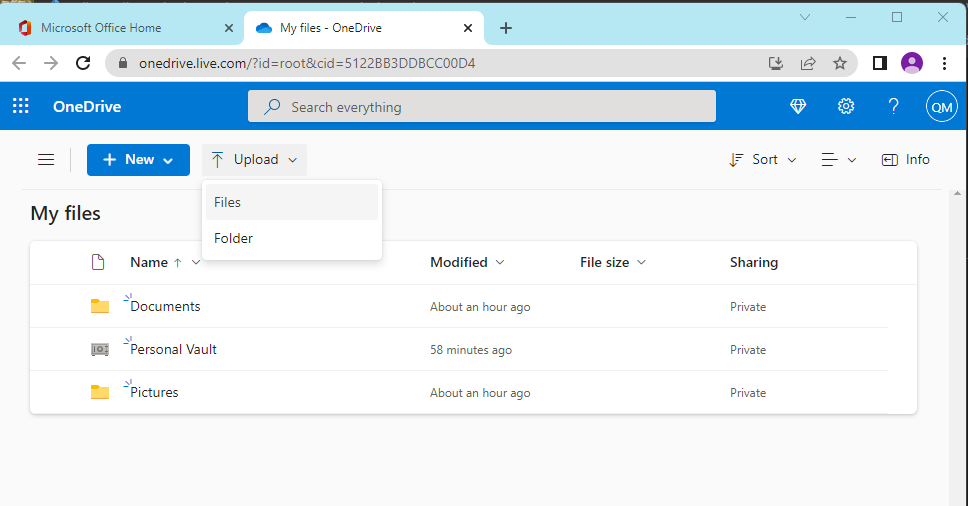 Microsoft Office Home
My files - OneDrive
onedrive.live.com/?id=root&cid=5122BB3DDBCC00D4
OneDrive
Search everything
?
QM
+ New
Upload
Sort
Info
Files
Folder
My files
Name Modified File size Sharing
Documents About an hour ago Private
Personal Vault 58 minutes ago Private
Pictures About an hour ago Private